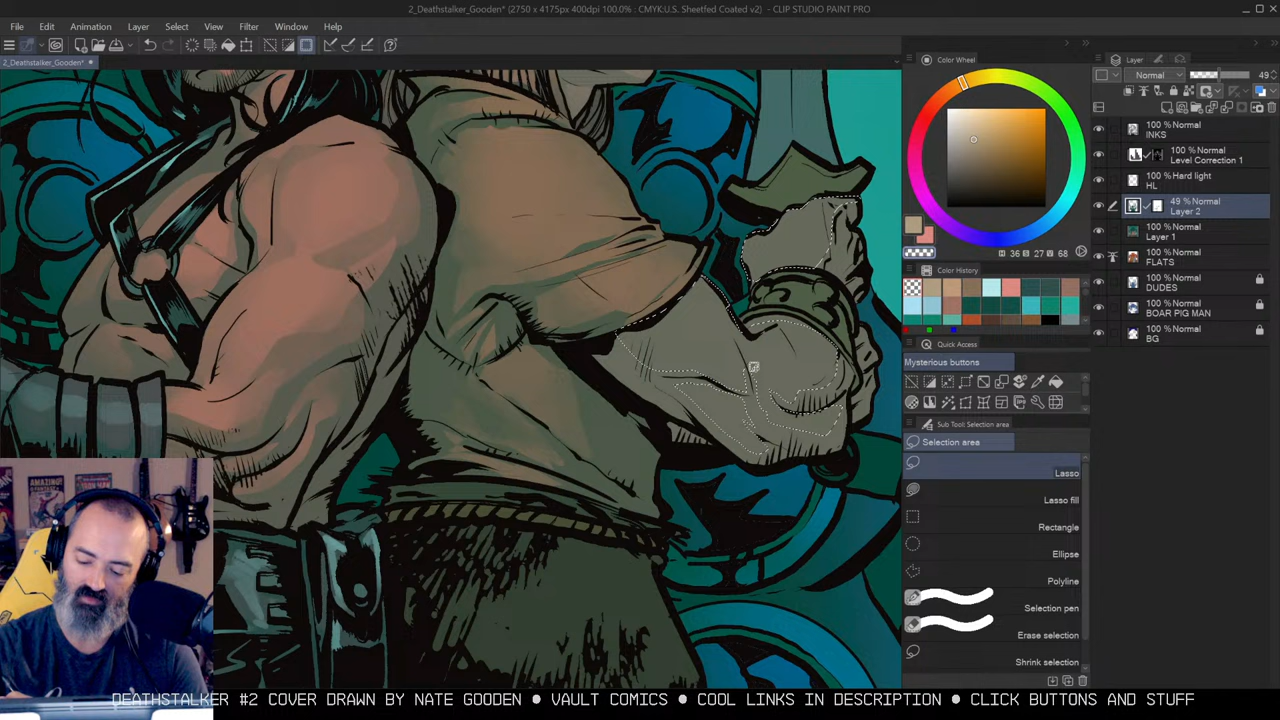 2_Deathstalker_Gooden* (2750 x 4175px 400dpi 100.0% : CMYK:U.S. Sheetfed Coated v2) - CLIP STUDIO PAINT PRO
File Edit Animation Layer Select View Filter Window Help
2_Deathstalker_Gooden*
Color Wheel
H 36 S 27 V 68
Color History
Quick Access
Mysterious buttons
Sub Tool: Selection area
Selection area
Lasso
Lasso fill
Rectangle
Ellipse
Polyline
Selection pen
Erase selection
Shrink selection
Layer
Normal 49
100 % Normal
INKS
100 % Normal
Level Correction 1
100 % Hard light
HL
49 % Normal
Layer 2
100 % Normal
Layer 1
100 % Normal
FLATS
100 % Normal
DUDES
100 % Normal
BOAR PIG MAN
100 % Normal
BG
DEATHSTALKER #2 COVER DRAWN BY NATE GOODEN ● VAULT COMICS ● COOL LINKS IN DESCRIPTION ● CLICK BUTTONS AND STUFF